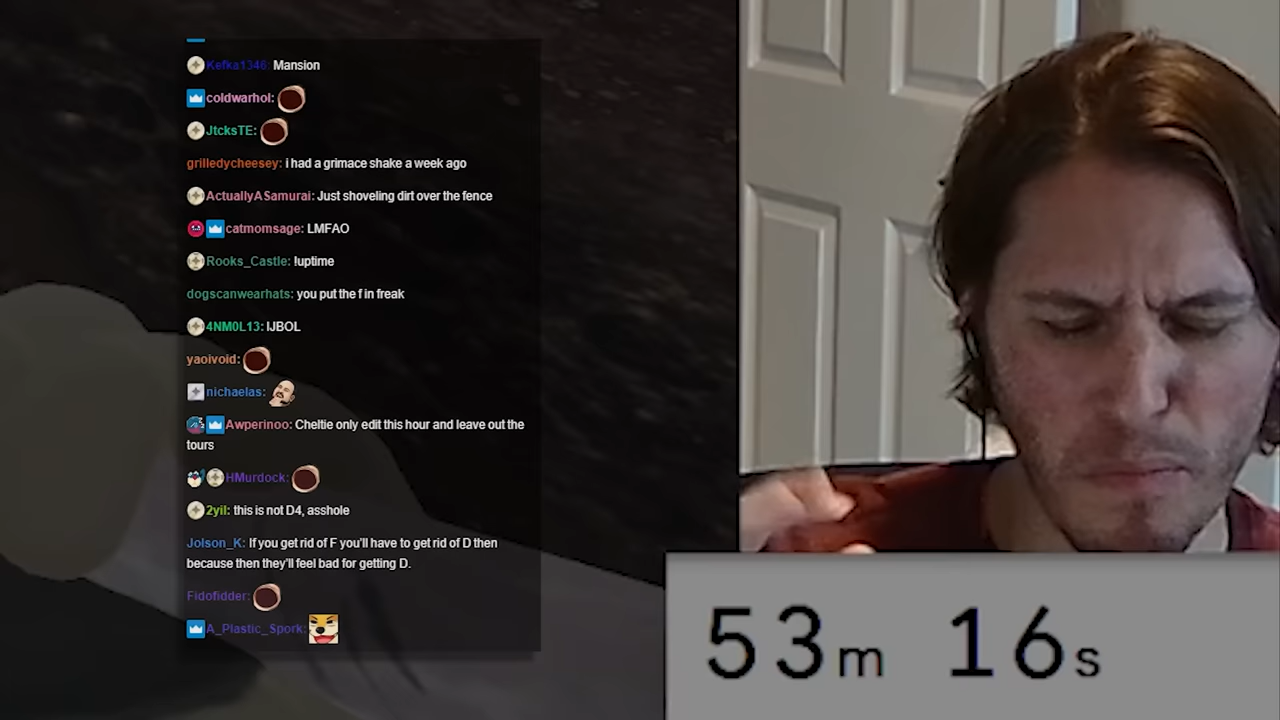 Kefka1346: Mansion
coldwarhol:
JtcksTE:
grilledycheesey: i had a grimace shake a week ago
ActuallyASamurai: Just shoveling dirt over the fence
catmomsage: LMFAO
Rooks_Castle: !uptime
dogscanwearhats: you put the f in freak
4NM0L13: IJBOL
yaoivoid:
nichaelas:
Awperinoo: Cheltie only edit this hour and leave out the
tours
HMurdock:
2yil: this is not D4, asshole
Jolson_K: If you get rid of F you'll have to get rid of D then
because then they'll feel bad for getting D.
Fidofidder:
A_Plastic_Spork:
53m 16s